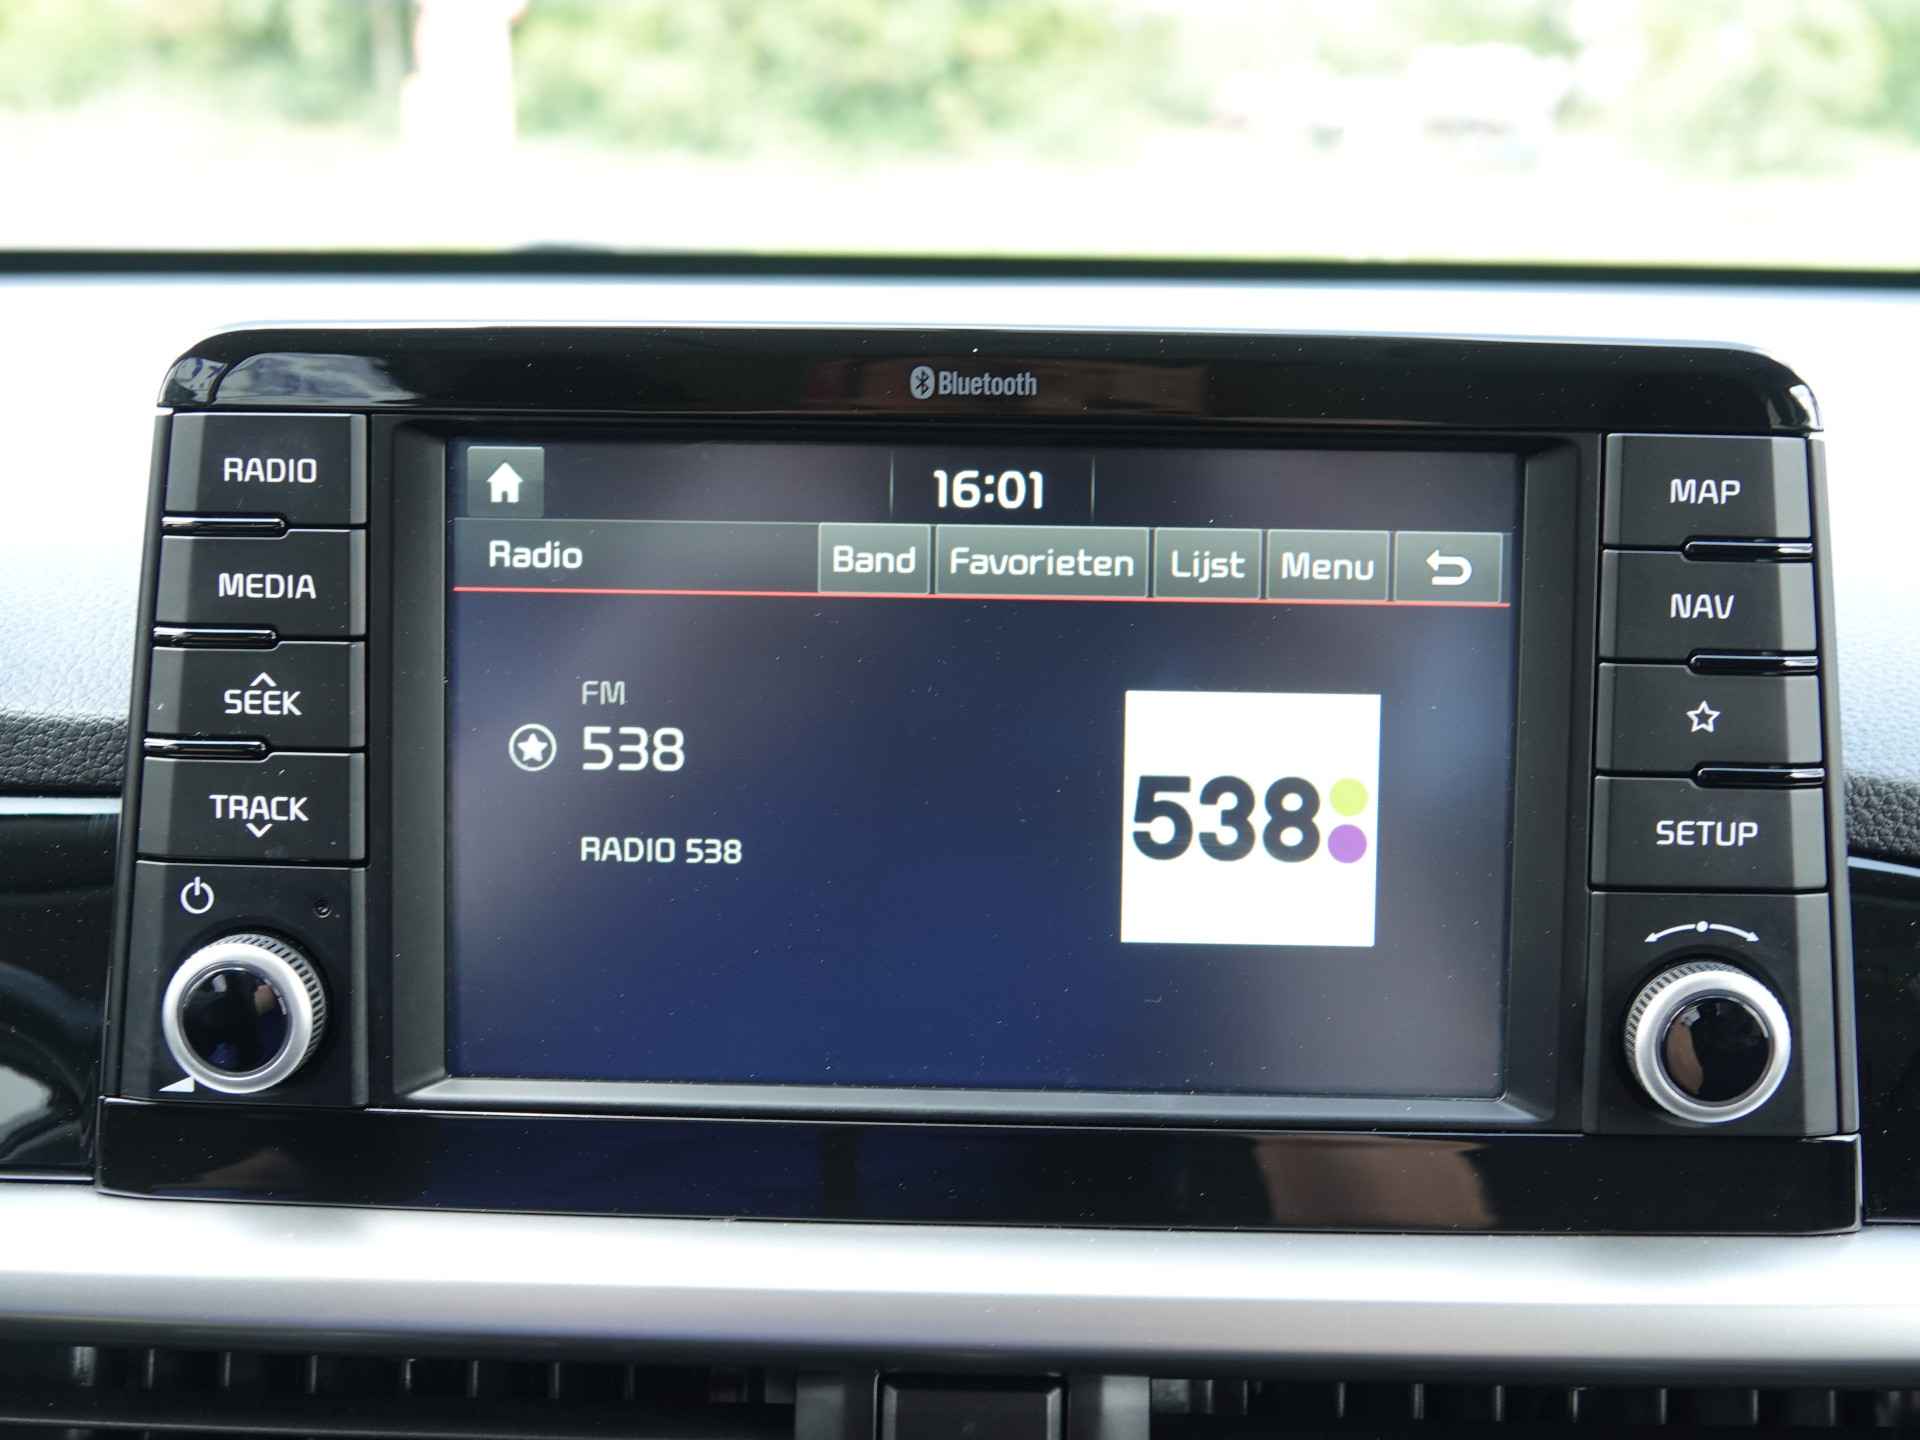 Bluetooth
RADIO
MEDIA
SEEK
TRACK
16:01
Radio Band Favorieten Lijst Menu
FM
538
RADIO 538
538
MAP
NAV
SETUP